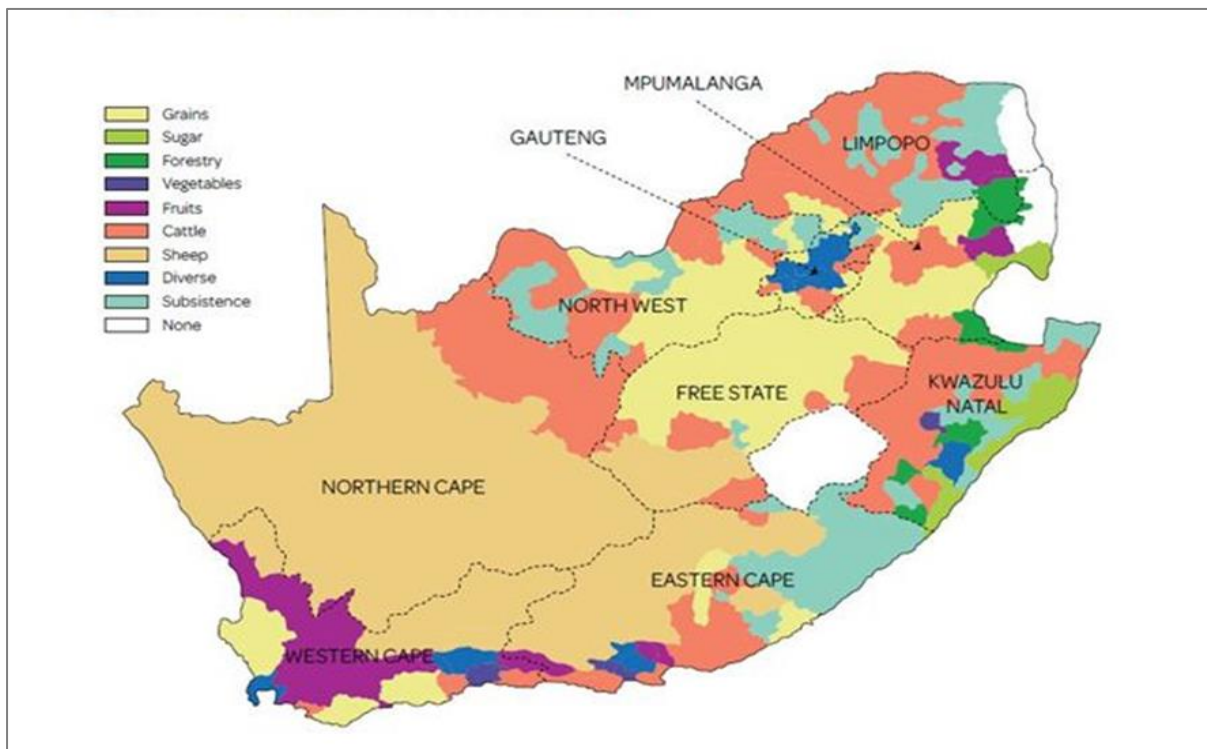 MPUMALANGA
GAUTENG
LIMPOPO
Grains
Sugar
Forestry
Vegetables
Fruits
Cattle
Sheep
Diverse
Subsistence
None
NORTH WEST
FREE STATE
KWAZULU
NATAL
NORTHERN CAPE
EASTERN CAPE
WESTERN CAPE